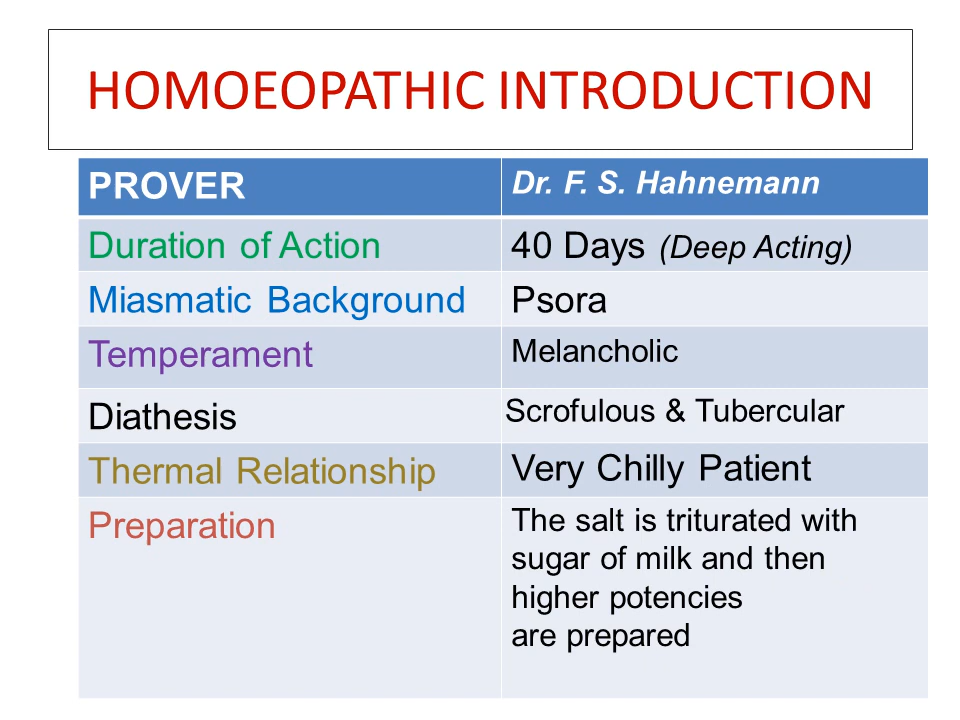 HOMOEOPATHIC INTRODUCTION
PROVER
Dr. F. S. Hahnemann
Duration of Action
40 Days (Deep Acting)
Miasmatic Background
Psora
Temperament
Melancholic
Diathesis
Scrofulous & Tubercular
Thermal Relationship
Very Chilly Patient
Preparation
The salt is triturated with
sugar of milk and then
higher potencies
are prepared